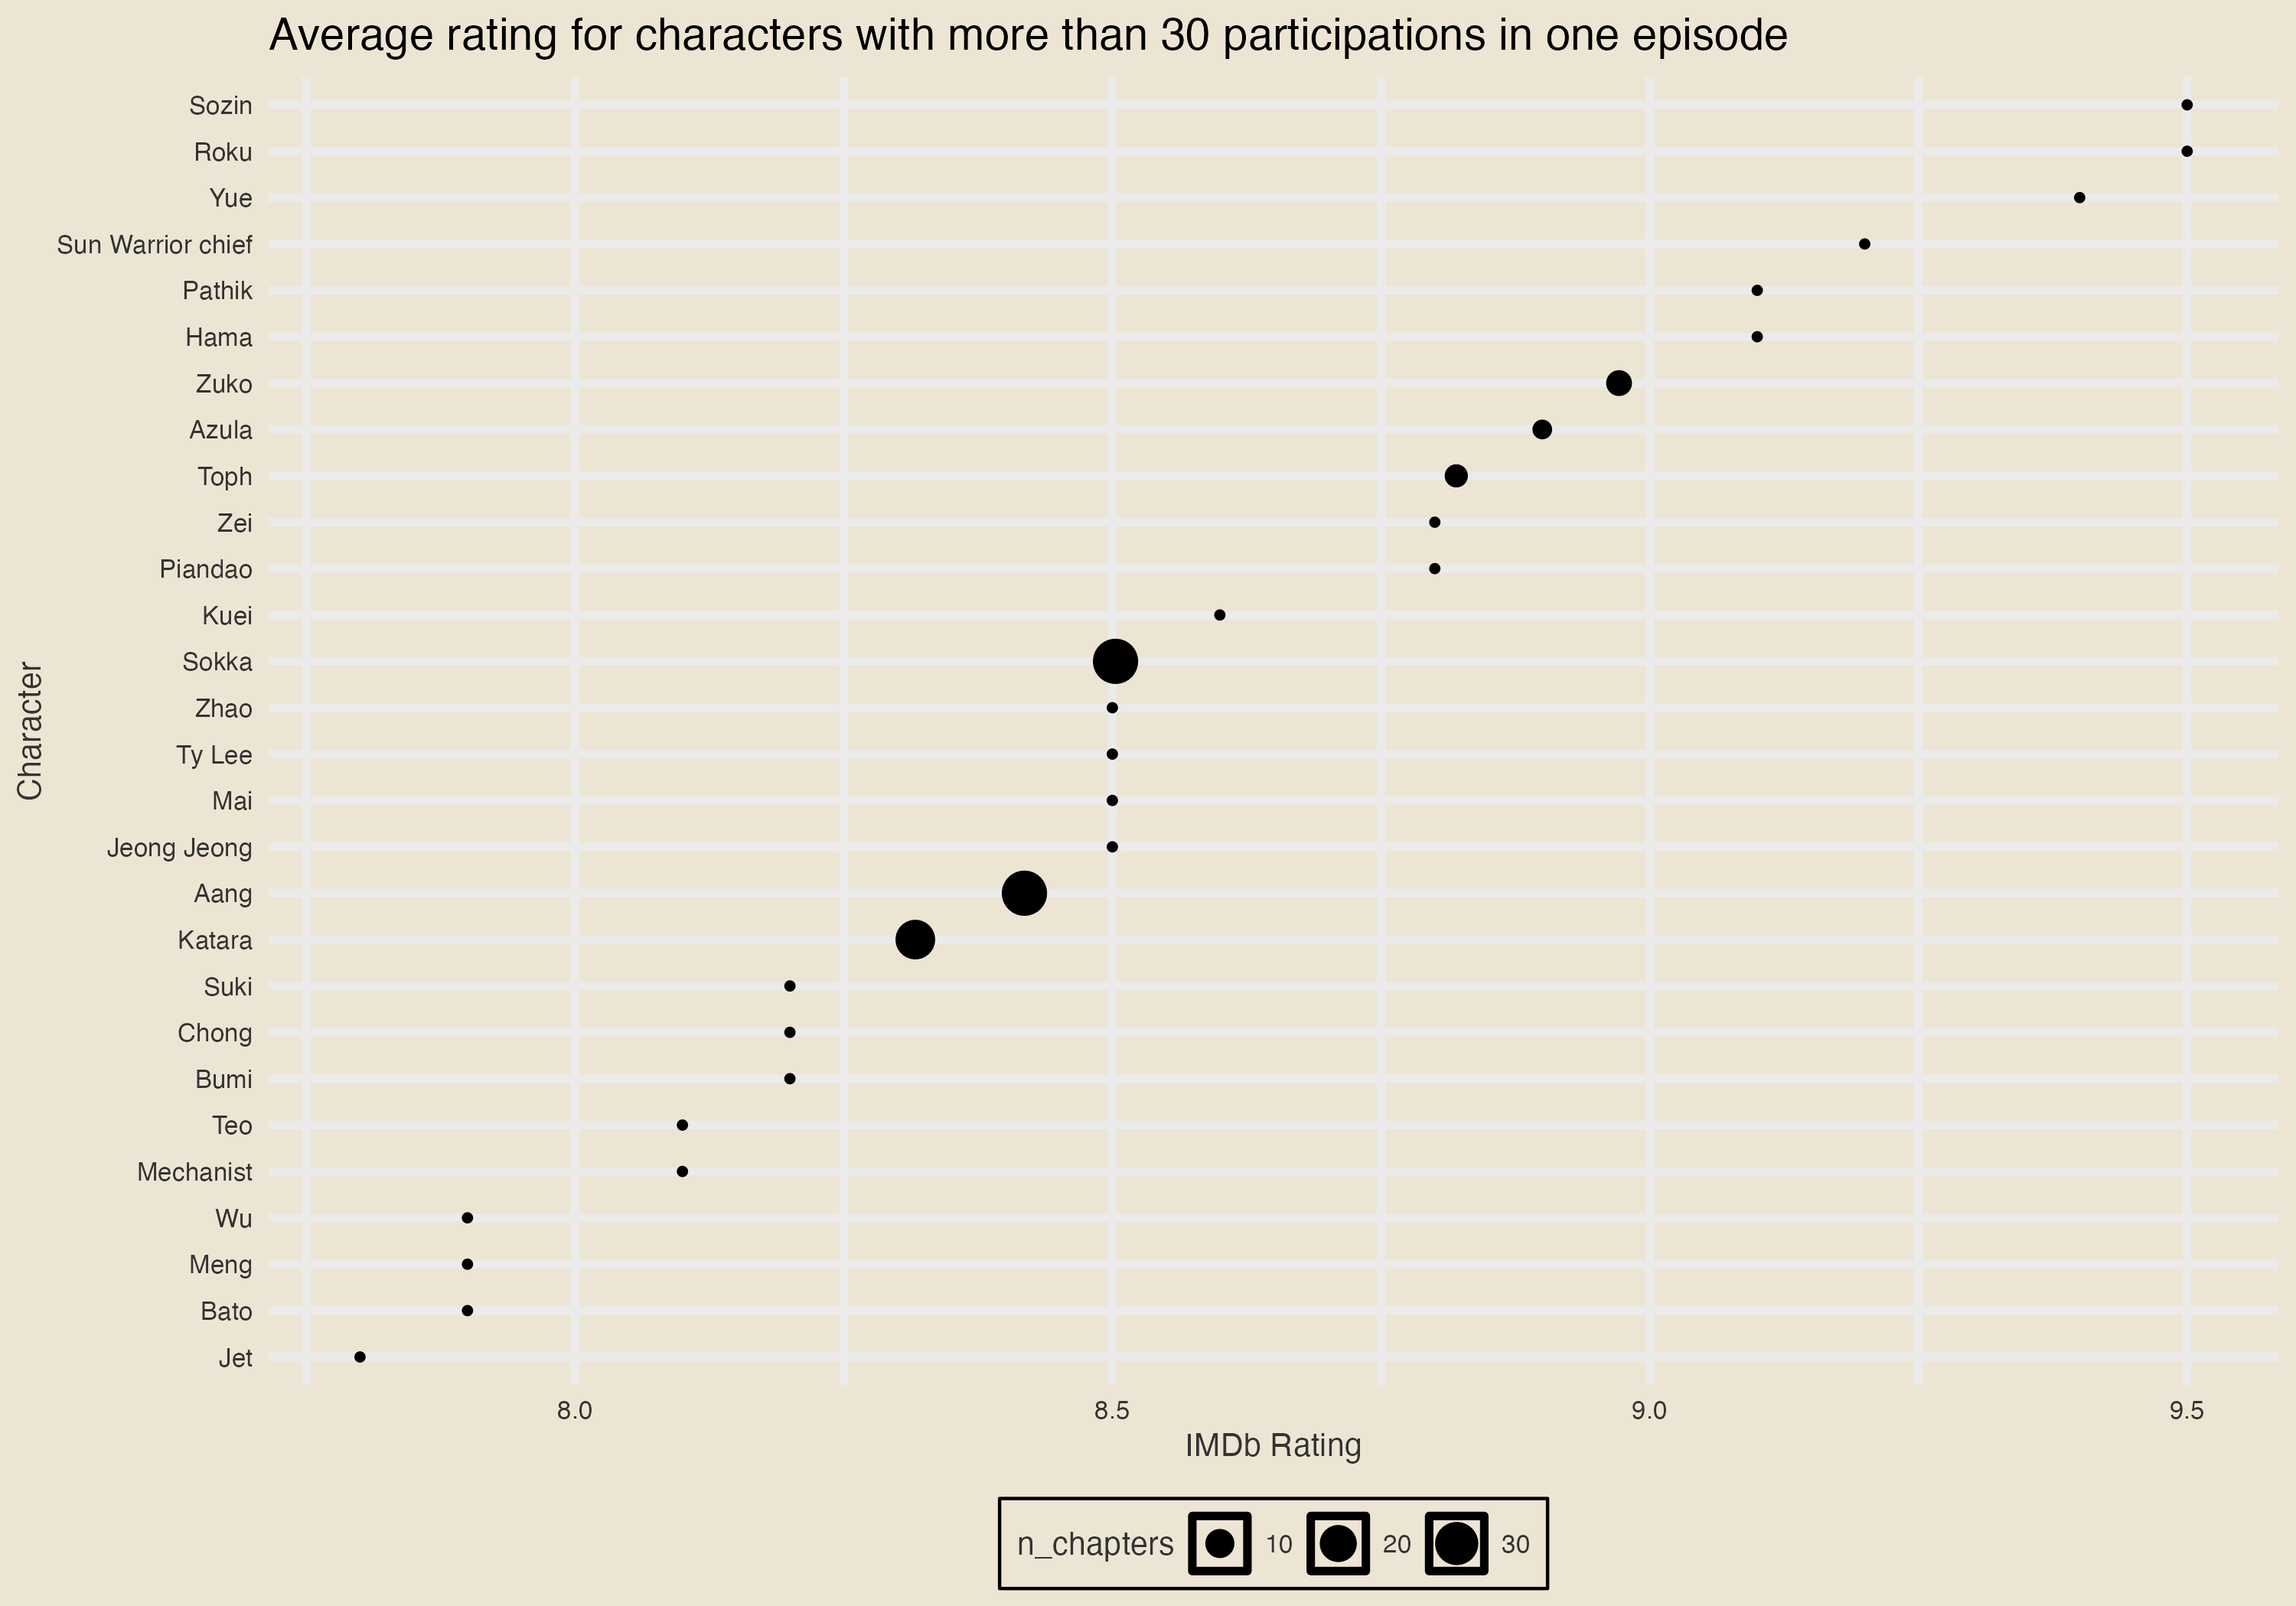 Average rating for characters with more than 30 participations in one episode
Character
Sozin
Roku
Yue
Sun Warrior chief
Pathik
Hama
Zuko
Azula
Toph
Zei
Piandao
Kuei
Sokka
Zhao
Ty Lee
Mai
Jeong Jeong
Aang
Katara
Suki
Chong
Bumi
Teo
Mechanist
Wu
Meng
Bato
Jet
8.0 8.5 9.0 9.5
IMDb Rating
n_chapters 10 20 30